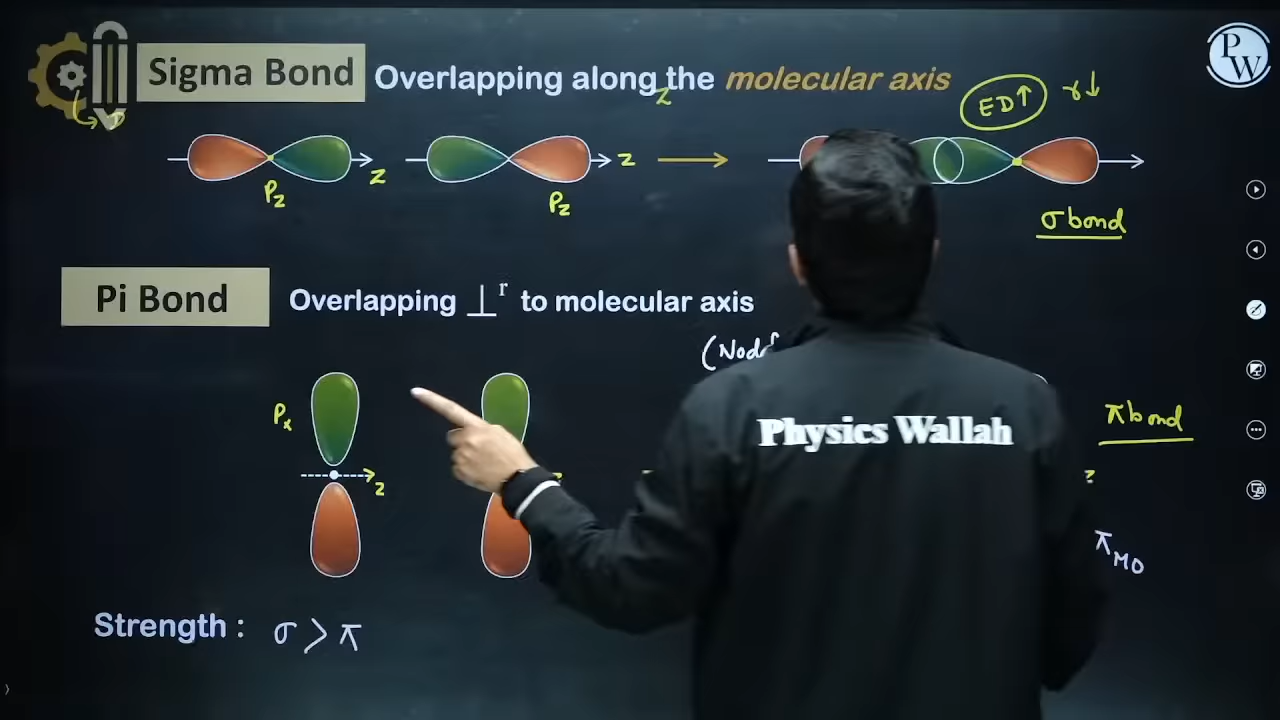 Sigma Bond
Overlapping along the molecular axis
z
ED↑ r↓
Pz z
Pz z
σ bond
Pi Bond
Overlapping ⊥r to molecular axis
(Nod
Px z
π bond
z
πMO
Physics Wallah
Strength : σ > π
PW